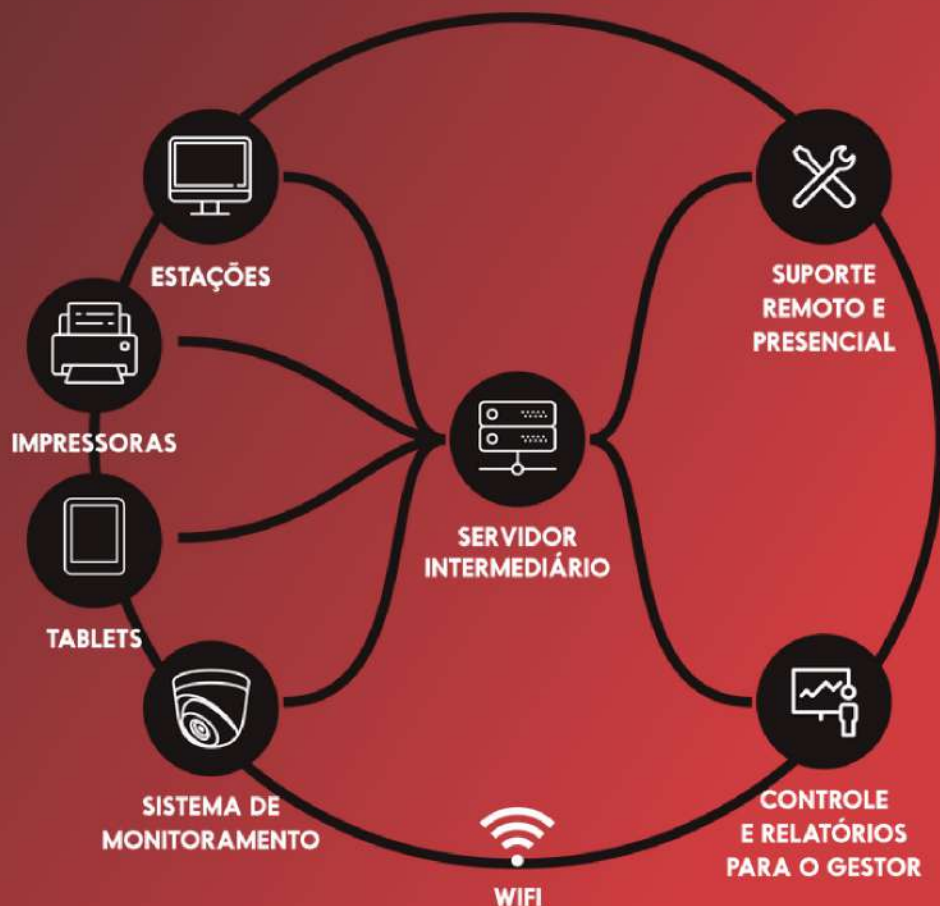 ESTAÇÕES
SUPORTE
REMOTO E
PRESENCIAL
IMPRESSORAS
SERVIDOR
INTERMEDIÁRIO
TABLETS
SISTEMA DE
MONITORAMENTO
CONTROLE
E RELATÓRIOS
PARA O GESTOR
WIFI